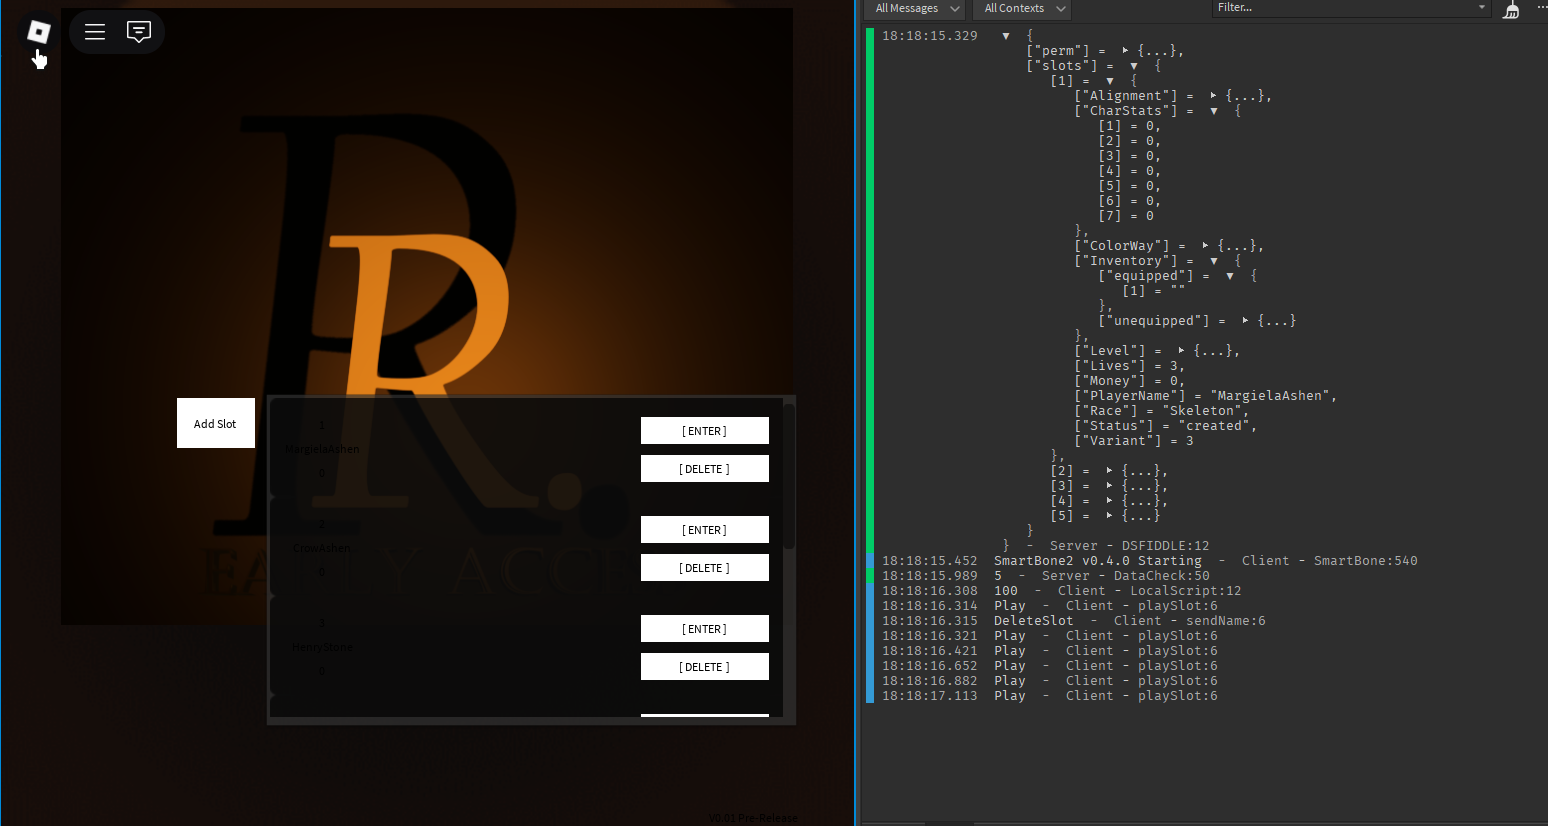 R
R.
EARLY ACCE
Add Slot
1
MargielaAshen
0
[ ENTER ]
[ DELETE ]
2
CrowAshen
0
[ ENTER ]
[ DELETE ]
3
HenryStone
0
[ ENTER ]
[ DELETE ]
V0.01 Pre-Release
All Messages
All Contexts
Filter...
18:18:15.329 ▼ {
["perm"] = ▶ {...},
["slots"] = ▼ {
[1] = ▼ {
["Alignment"] = ▶ {...},
["CharStats"] = ▼ {
[1] = 0,
[2] = 0,
[3] = 0,
[4] = 0,
[5] = 0,
[6] = 0,
[7] = 0
},
["ColorWay"] = ▶ {...},
["Inventory"] = ▼ {
["equipped"] = ▼ {
[1] = ""
},
["unequipped"] = ▶ {...}
},
["Level"] = ▶ {...},
["Lives"] = 3,
["Money"] = 0,
["PlayerName"] = "MargielaAshen",
["Race"] = "Skeleton",
["Status"] = "created",
["Variant"] = 3
},
[2] = ▶ {...},
[3] = ▶ {...},
[4] = ▶ {...},
[5] = ▶ {...}
}
} - Server - DSFIDDLE:12
18:18:15.452 SmartBone2 v0.4.0 Starting - Client - SmartBone:540
18:18:15.989 5 - Server - DataCheck:50
18:18:16.308 100 - Client - LocalScript:12
18:18:16.314 Play - Client - playSlot:6
18:18:16.315 DeleteSlot - Client - sendName:6
18:18:16.321 Play - Client - playSlot:6
18:18:16.421 Play - Client - playSlot:6
18:18:16.652 Play - Client - playSlot:6
18:18:16.882 Play - Client - playSlot:6
18:18:17.113 Play - Client - playSlot:6